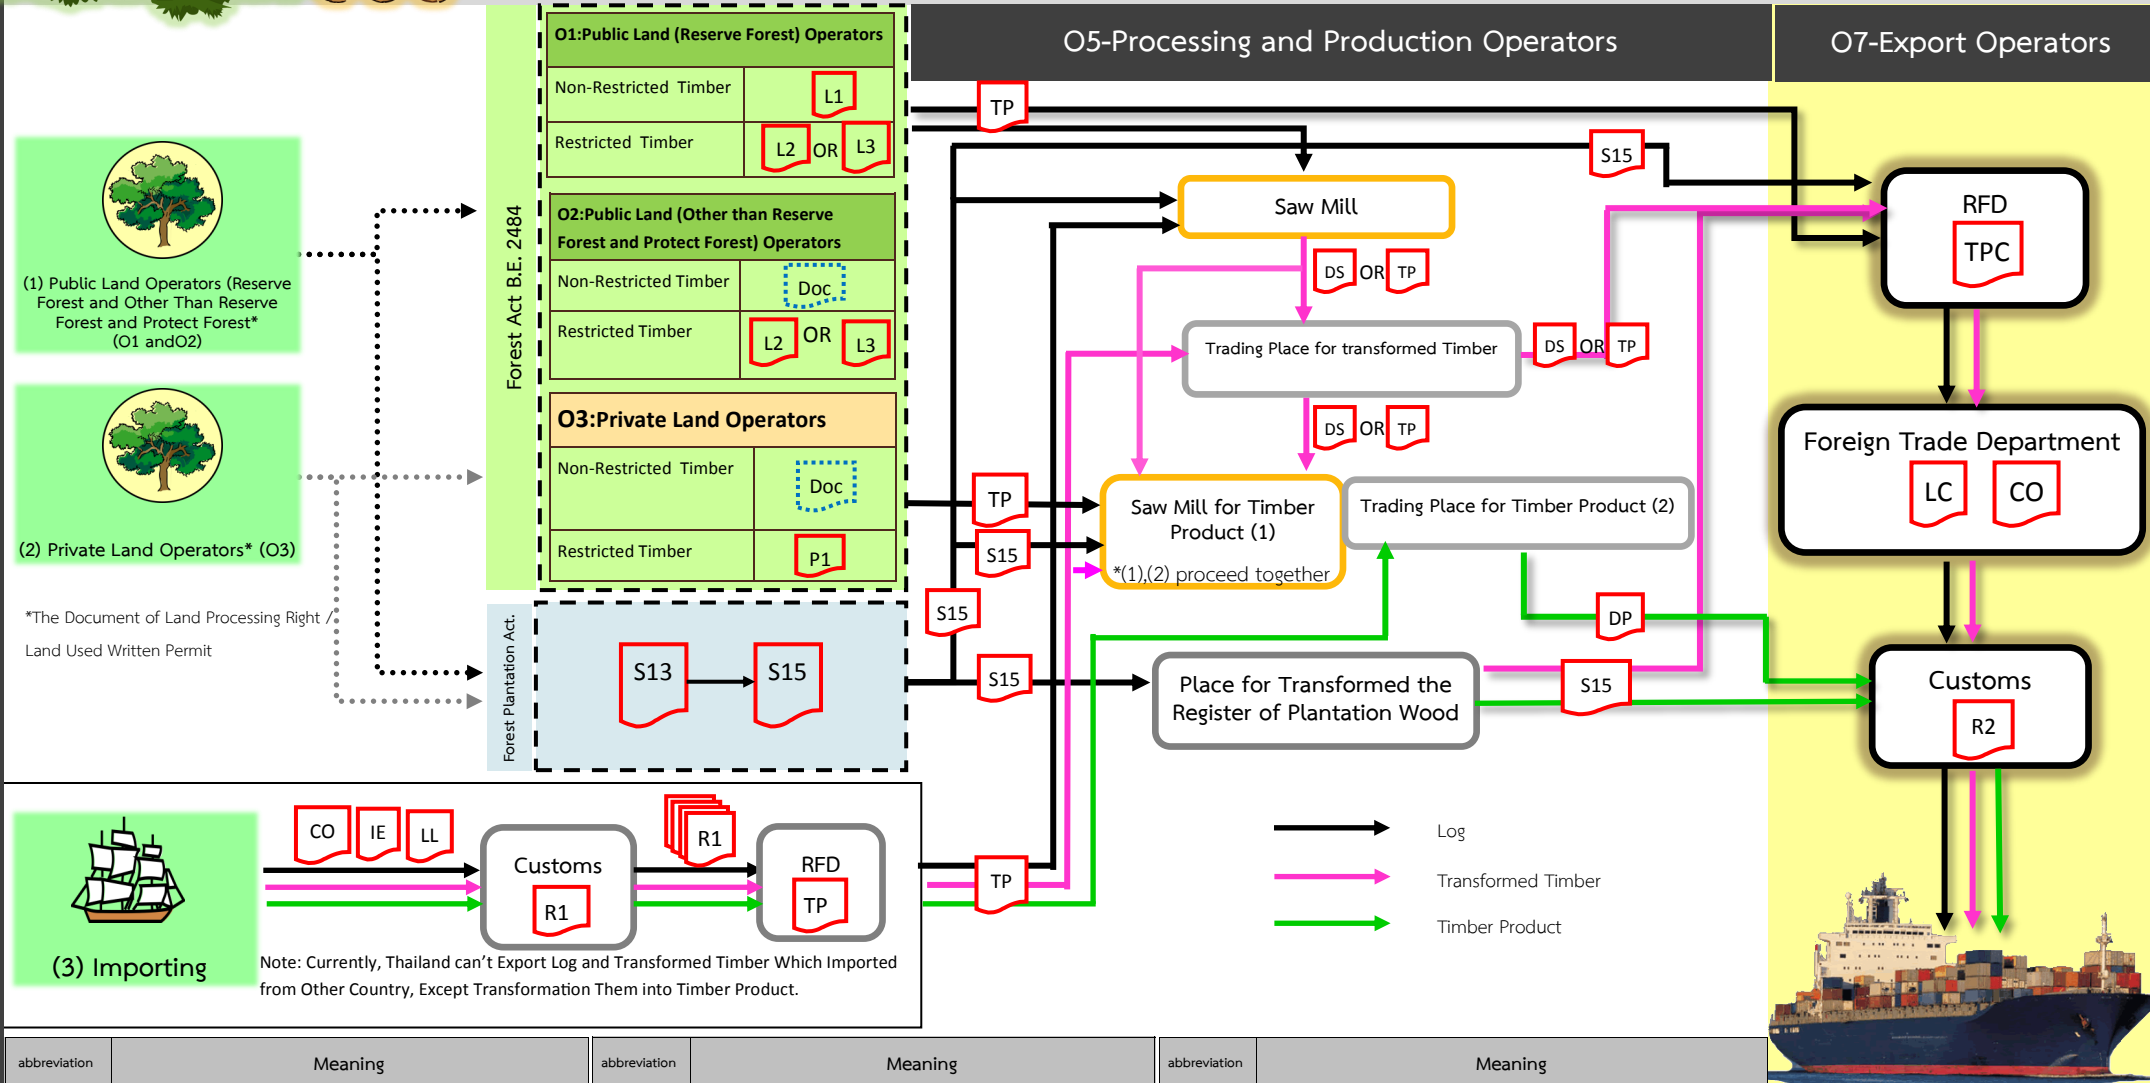 O5-Processing and Production Operators
O7-Export Operators
O1:Public Land (Reserve Forest) Operators
Non-Restricted Timber
L1
Restricted Timber
L2 OR L3
O2:Public Land (Other than Reserve
Forest and Protect Forest) Operators
Non-Restricted Timber
Doc
Restricted Timber
L2 OR L3
O3:Private Land Operators
Non-Restricted Timber
Doc
Restricted Timber
P1
Forest Act B.E. 2484
Forest Plantation Act.
S13
S15
(1) Public Land Operators (Reserve
Forest and Other Than Reserve
Forest and Protect Forest*
(O1 andO2)
(2) Private Land Operators* (O3)
*The Document of Land Processing Right /
Land Used Written Permit
TP
S15
Saw Mill
DS OR TP
Trading Place for transformed Timber
DS OR TP
DS OR TP
TP
S15
S15
S15
Saw Mill for Timber
Product (1)
*(1),(2) proceed together
Trading Place for Timber Product (2)
DP
Place for Transformed the
Register of Plantation Wood
S15
RFD
TPC
Foreign Trade Department
LC
CO
Customs
R2
(3) Importing
CO
IE
LL
Customs
R1
R1
RFD
TP
TP
Note: Currently, Thailand can’t Export Log and Transformed Timber Which Imported
from Other Country, Except Transformation Them into Timber Product.
Log
Transformed Timber
Timber Product
abbreviation
Meaning
abbreviation
Meaning
abbreviation
Meaning